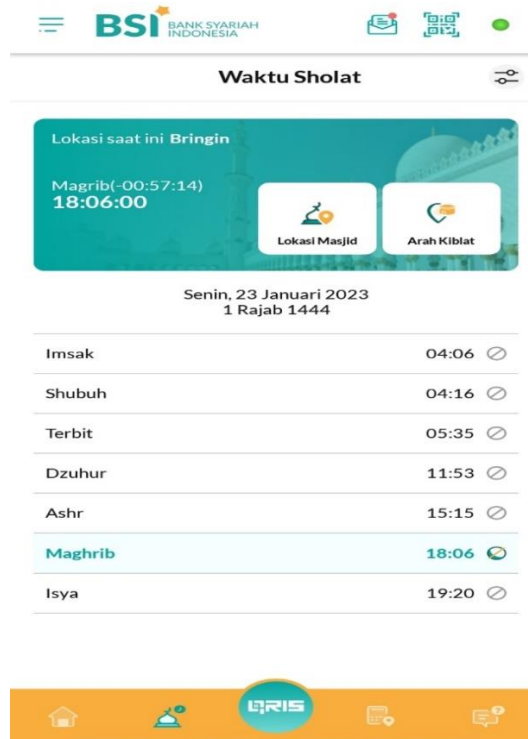 BSI BANK SYARIAH
INDONESIA
Waktu Sholat
Lokasi saat ini Bringin
Magrib(-00:57:14)
18:06:00
Lokasi Masjid
Arah Kiblat
Senin, 23 Januari 2023
1 Rajab 1444
Imsak 04:06
Shubuh 04:16
Terbit 05:35
Dzuhur 11:53
Ashr 15:15
Maghrib 18:06
Isya 19:20
QRIS